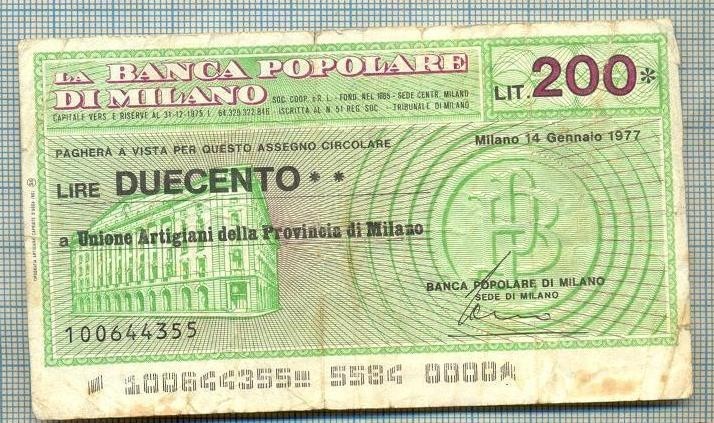 LA BANCA POPOLARE
DI MILANO
SOC. COOP. a R. L. - FOND. NEL 1865 - SEDE CENTR. MILANO
CAPITALE VERS. E RISERVE AL 31-12-1975 L. 64.329.322.846 - ISCRITTA AL N. 51 REG. SOC. - TRIBUNALE DI MILANO
LIT. 200*
PAGHERÀ A VISTA PER QUESTO ASSEGNO CIRCOLARE
Milano 14 Gennaio 1977
LIRE DUECENTO * *
a Unione Artigiani della Provincia di Milano
BANCA POPOLARE DI MILANO
SEDE DI MILANO
100644355
1006443551 5584 0000